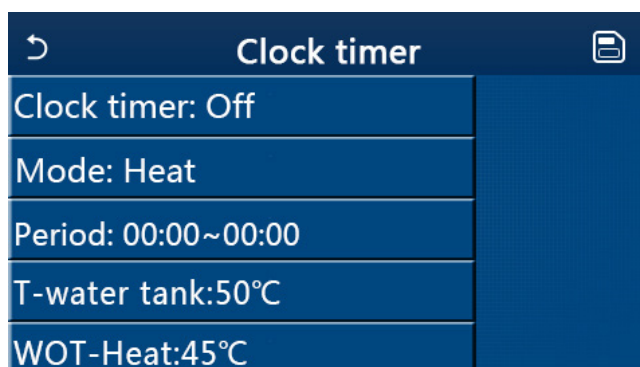 Clock timer
Clock timer: Off
Mode: Heat
Period: 00:00~00:00
T-water tank:50℃
WOT-Heat:45℃